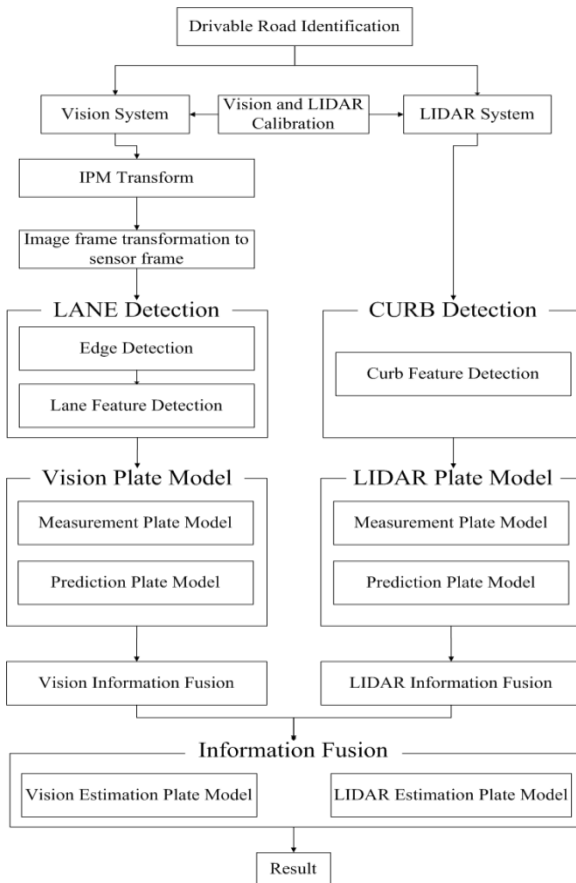 Drivable Road Identification
Vision System
Vision and LIDAR
Calibration
LIDAR System
IPM Transform
Image frame transformation to
sensor frame
LANE Detection
Edge Detection
Lane Feature Detection
CURB Detection
Curb Feature Detection
Vision Plate Model
Measurement Plate Model
Prediction Plate Model
LIDAR Plate Model
Measurement Plate Model
Prediction Plate Model
Vision Information Fusion
LIDAR Information Fusion
Information Fusion
Vision Estimation Plate Model
LIDAR Estimation Plate Model
Result